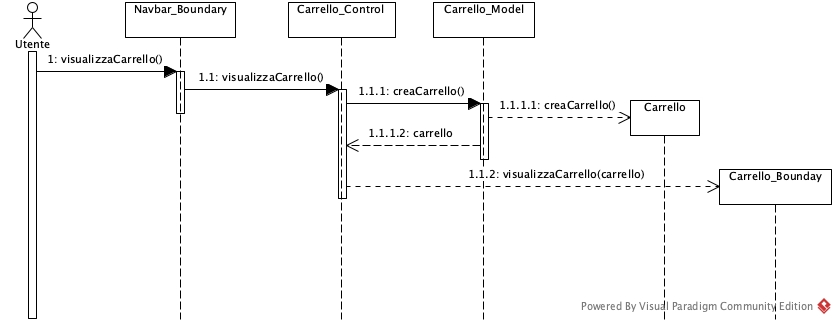 Navbar_Boundary
Carrello_Control
Carrello_Model
Utente
1: visualizzaCarrello()
1.1: visualizzaCarrello()
1.1.1: creaCarrello()
1.1.1.1: creaCarrello()
Carrello
1.1.1.2: carrello
1.1.2: visualizzaCarrello(carrello)
Carrello_Bounday
Powered By Visual Paradigm Community Edition